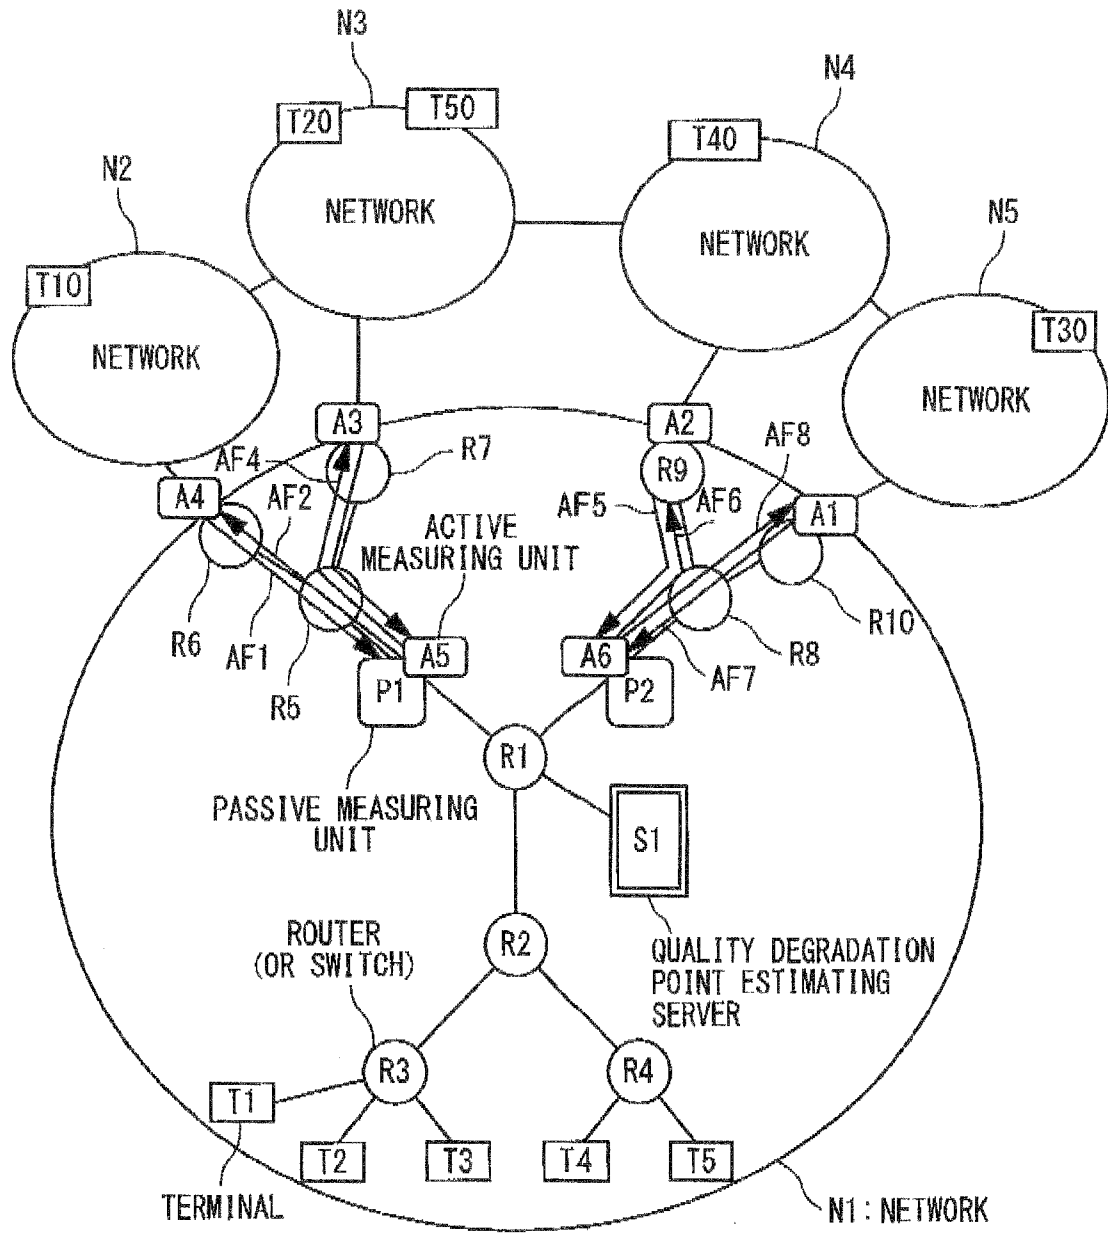 N3
N4
T20
T50
T40
N2
NETWORK
N5
NETWORK
T10
T30
NETWORK
NETWORK
A3
A2
AF8
AF4
R7
R9
A4
AF2
AF5
AF6
A1
ACTIVE
MEASURING UNIT
R6
R10
AF1
A5
A6
R8
R5
P1
P2
AF7
R1
PASSIVE MEASURING
UNIT
S1
ROUTER
(OR SWITCH)
R2
QUALITY DEGRADATION
POINT ESTIMATING
SERVER
R3
R4
T1
T2
T3
T4
T5
TERMINAL
N1:NETWORK